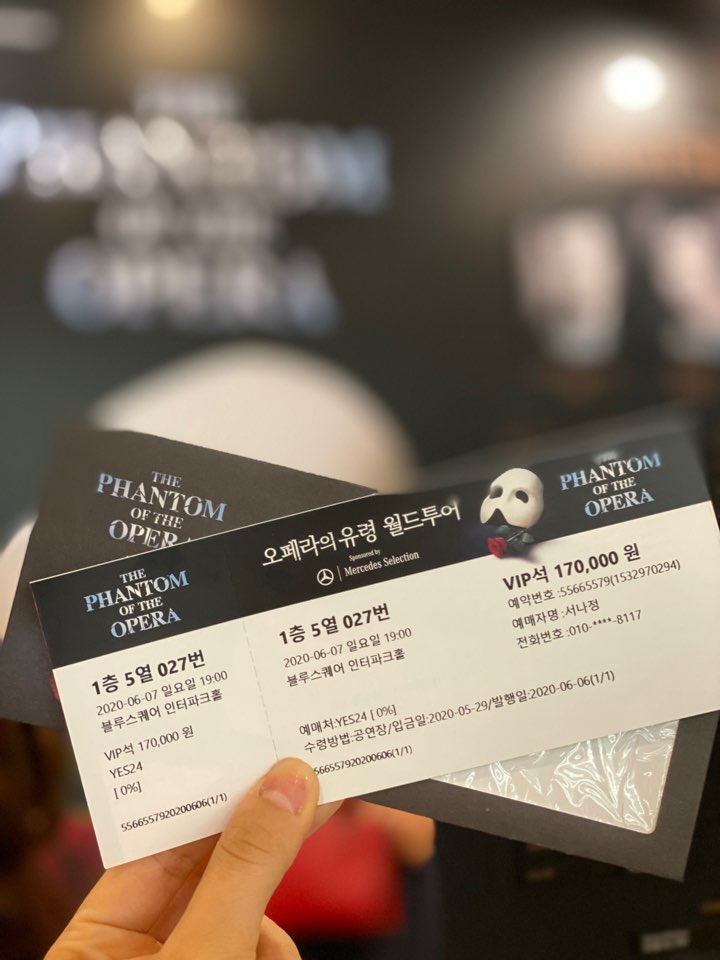 THE
PHANTOM
OF THE
OPERA
THE
PHANTOM
OF THE
OPERA
THE
PHANTOM
OF THE
OPERA
1층 5열 027번
2020-06-07 일요일 19:00
블루스퀘어 인터파크홀
VIP석 170,000 원
YES24
[ 0%]
5566557920200606(1/1)
오페라의 유령 월드투어
Sponsored by
Mercedes Selection
THE
PHANTOM
OF THE
OPERA
1층 5열 027번
2020-06-07 일요일 19:00
블루스퀘어 인터파크홀
예매처:YES24 [ 0%]
수령방법:공연장/입금일:2020-05-29/발행일:2020-06-06(1/1)
566557920200606(1/1)
VIP석 170,000 원
예약번호 :55665579(1532970294)
예매자명 :서나정
전화번호 :010-****-8117